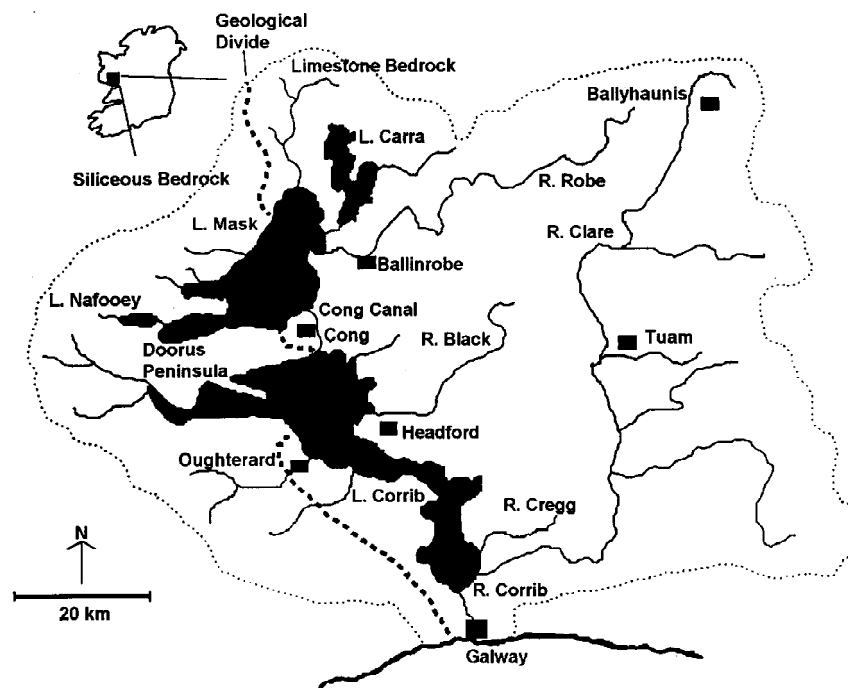 Geological
Divide
Limestone Bedrock
Ballyhaunis
L. Carra
Siliceous Bedrock
R. Robe
L. Mask
R. Clare
Ballinrobe
L. Nafooey
Cong Canal
Cong
R. Black
Tuam
Doorus
Peninsula
Headford
Oughterard
L. Corrib
R. Cregg
N
R. Corrib
20 km
Galway